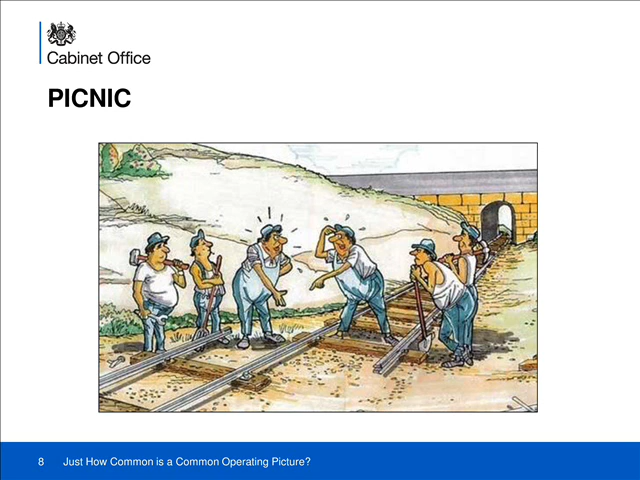 Cabinet Office
PICNIC
8 Just How Common is a Common Operating Picture?